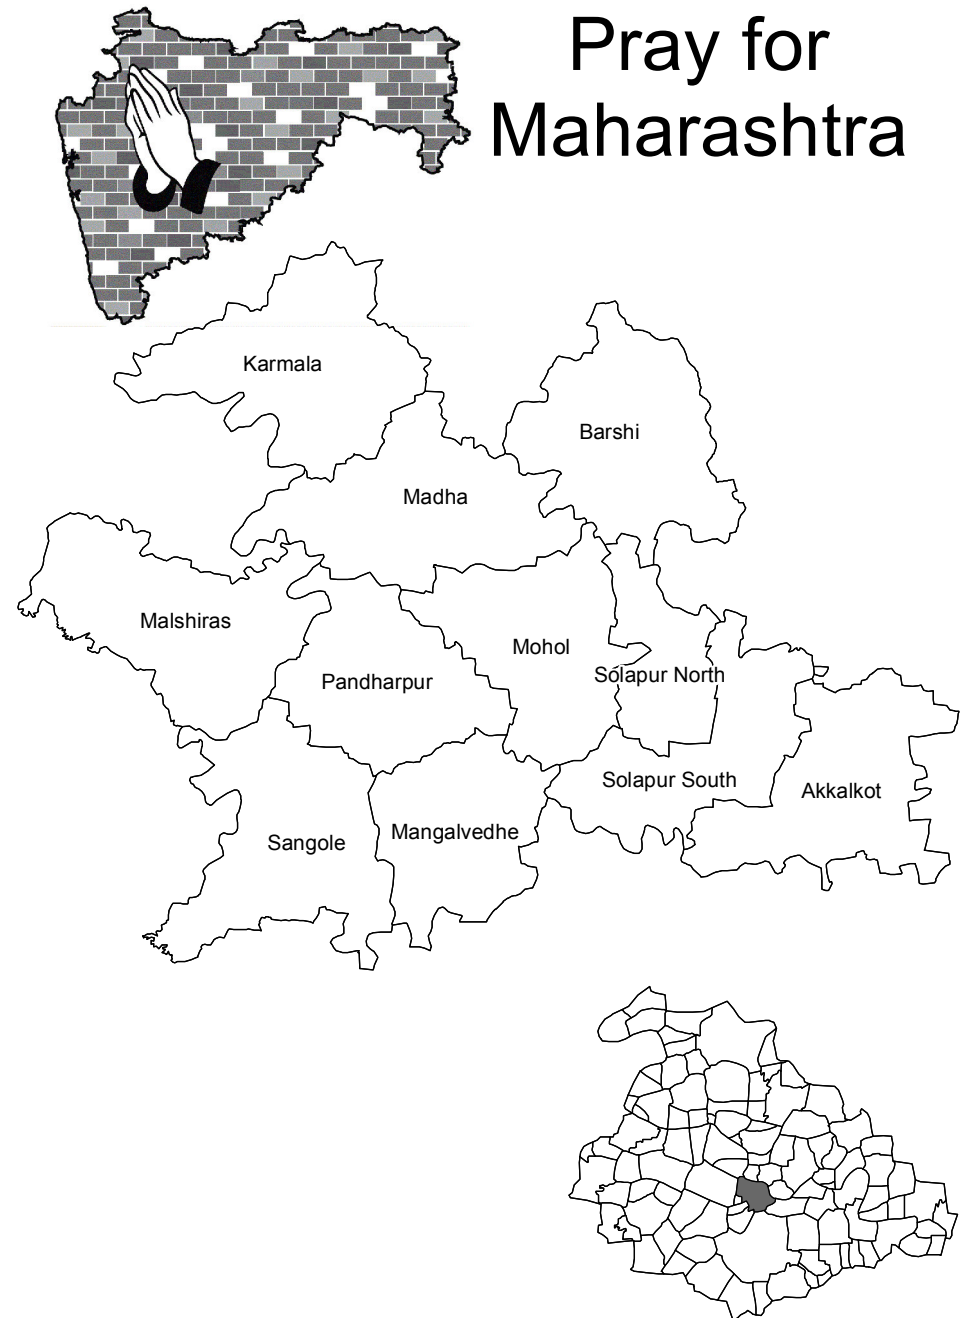 Pray for
Maharashtra
Karmala
Barshi
Madha
Malshiras
Mohol
Solapur North
Pandharpur
Solapur South
Akkalkot
Mangalvedhe
Sangole